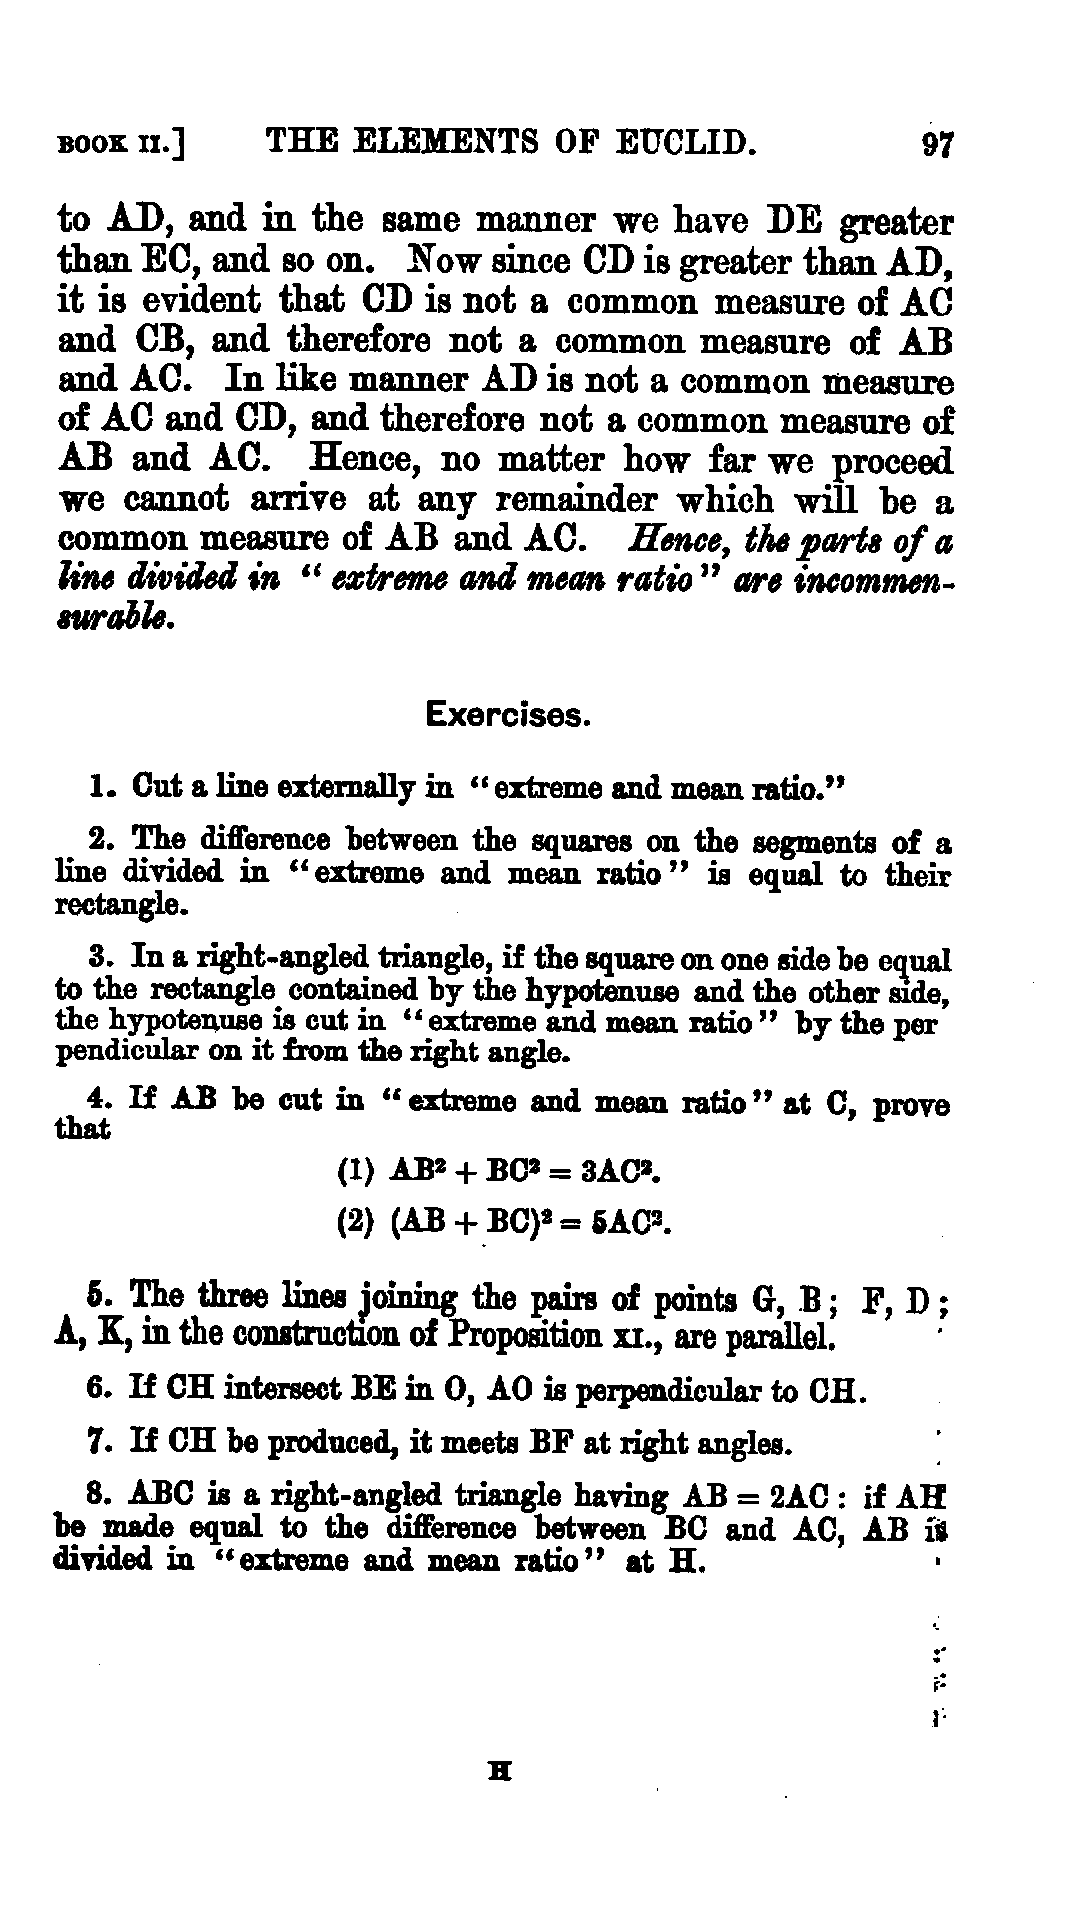 BOOK II.] THE ELEMENTS OF EUCLID. 97
to AD, and in the same manner we have DE greater
than EC, and so on. Now since CD is greater than AD,
it is evident that CD is not a common measure of AC
and CB, and therefore not a common measure of AB
and AC. In like manner AD is not a common measure
of AC and CD, and therefore not a common measure of
AB and AC. Hence, no matter how far we proceed
we cannot arrive at any remainder which will be a
common measure of AB and AC. Hence, the parts of a
line divided in “extreme and mean ratio” are incommen-
surable.
Exercises.
1. Cut a line externally in “extreme and mean ratio.”
2. The difference between the squares on the segments of a
line divided in “extreme and mean ratio” is equal to their
rectangle.
3. In a right-angled triangle, if the square on one side be equal
to the rectangle contained by the hypotenuse and the other side,
the hypotenuse is cut in “extreme and mean ratio” by the per
pendicular on it from the right angle.
4. If AB be cut in “extreme and mean ratio” at C, prove
that
(1) AB² + BC² = 3AC².
(2) (AB + BC)² = 5AC².
5. The three lines joining the pairs of points G, B; F, D;
A, K, in the construction of Proposition XI., are parallel.
6. If CH intersect BE in O, AO is perpendicular to CH.
7. If CH be produced, it meets BF at right angles.
8. ABC is a right-angled triangle having AB = 2AC: if AH
be made equal to the difference between BC and AC, AB is
divided in “extreme and mean ratio” at H.
H